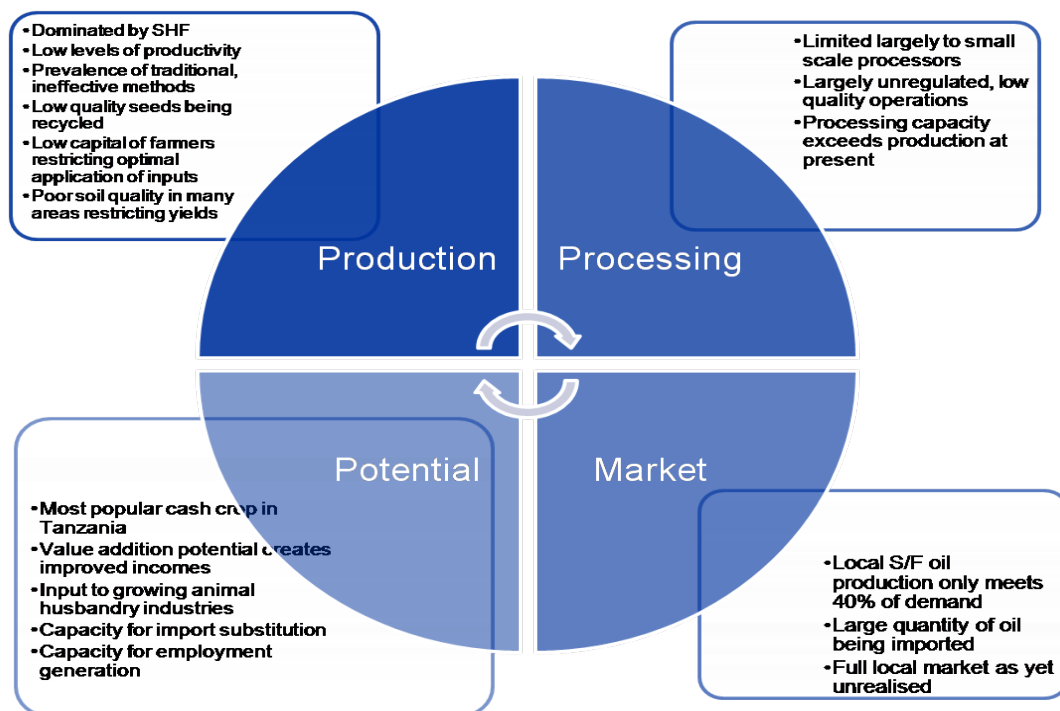 •Dominated by SHF
•Low levels of productivity
•Prevalence of traditional,
ineffective methods
•Low quality seeds being
recycled
•Low capital of farmers
restricting optimal
application of inputs
•Poor soil quality in many
areas restricting yields
•Limited largely to small
scale processors
•Largely unregulated, low
quality operations
•Processing capacity
exceeds production at
present
Production
Processing
Potential
Market
•Most popular cash crop in
Tanzania
•Value addition potential creates
improved incomes
•Input to growing animal
husbandry industries
•Capacity for import substitution
•Capacity for employment
generation
•Local S/F oil
production only meets
40% of demand
•Large quantity of oil
being imported
•Full local market as yet
unrealised